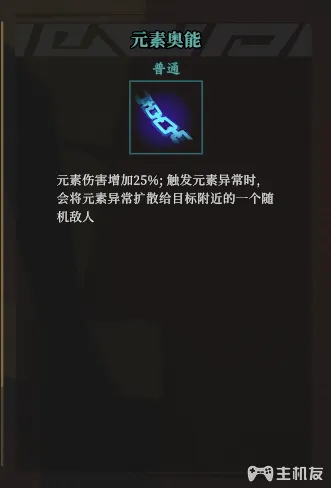 元素奥能
普通
元素伤害增加25%; 触发元素异常时,
会将元素异常扩散给目标附近的一个随
机敌人
主机友